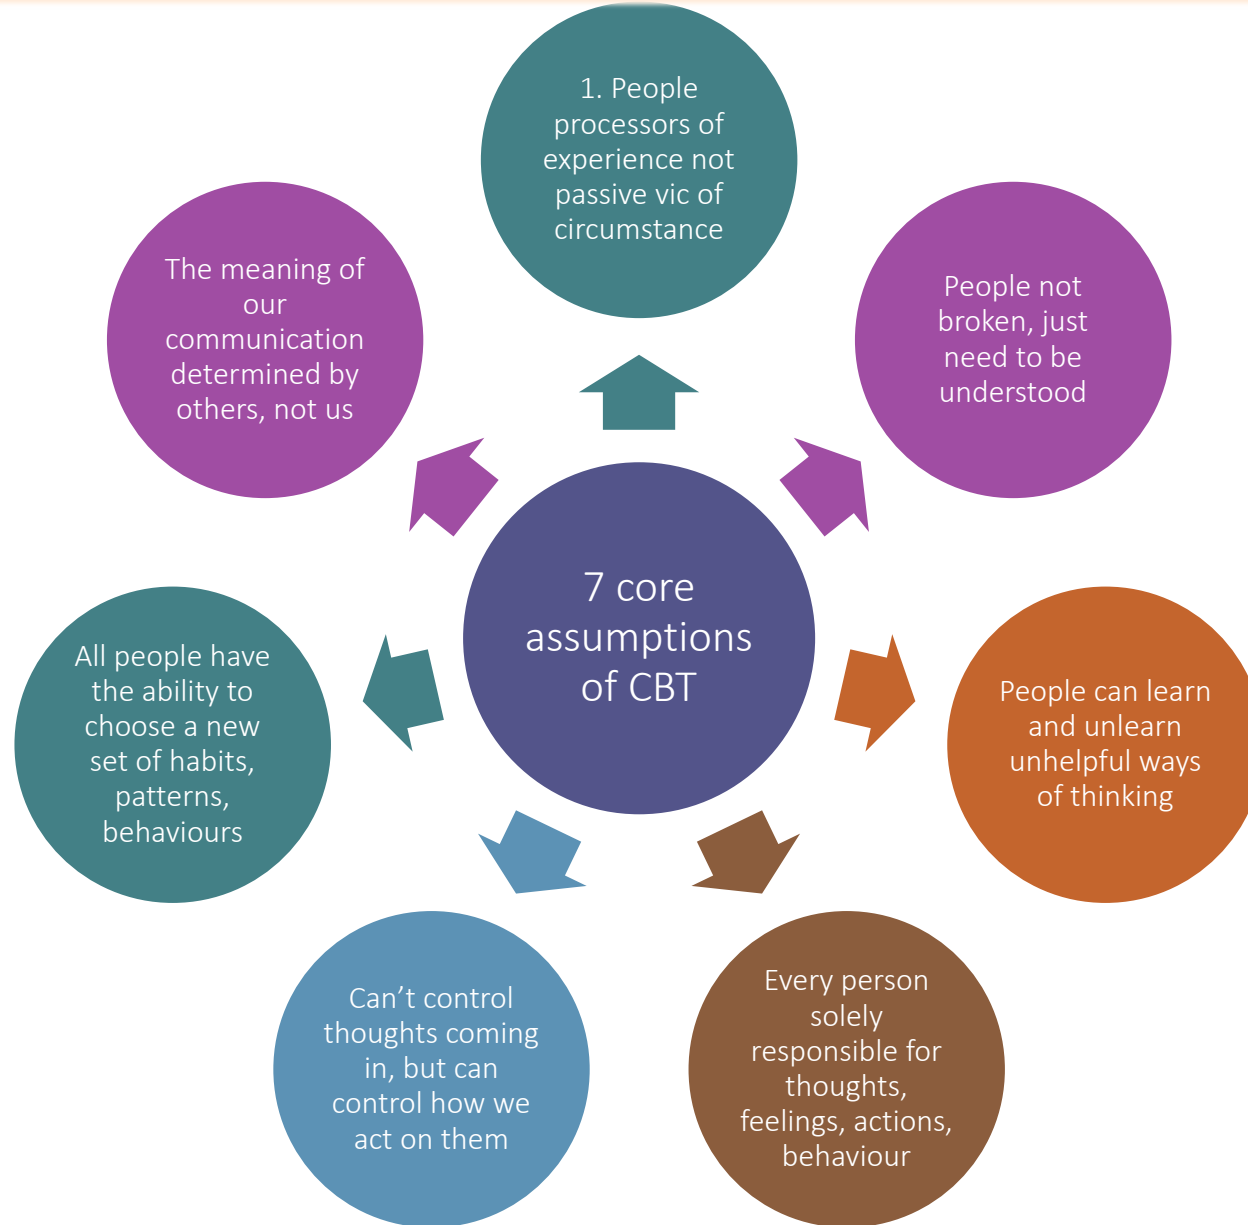 1. People
processors of
experience not
passive vic of
circumstance
People not
broken, just
need to be
understood
People can learn
and unlearn
unhelpful ways
of thinking
Every person
solely
responsible for
thoughts,
feelings, actions,
behaviour
Can’t control
thoughts coming
in, but can
control how we
act on them
All people have
the ability to
choose a new
set of habits,
patterns,
behaviours
The meaning of
our
communication
determined by
others, not us
7 core
assumptions
of CBT